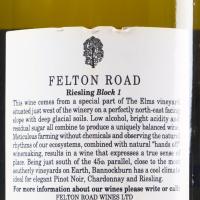 FELTON ROAD
Riesling Block 1
This wine comes from a special part of The Elms vineyard
situated just west of the winery on a perfectly north-east facing
slope with deep glacial soils. Low alcohol, bright acidity and
residual sugar all combine to produce a uniquely balanced wine.
Meticulous farming without chemicals and observing the natural
rhythms of our ecosystems, combined with natural "hands off"
winemaking, results in a wine that expresses a true sense of
place. Being just south of the 45th parallel, close to the most
southerly vineyards on Earth, Bannockburn has a cool climate
ideal for elegant Pinot Noir, Chardonnay and Riesling.
For more information about our wines please write or call:
FELTON ROAD WINES LTD